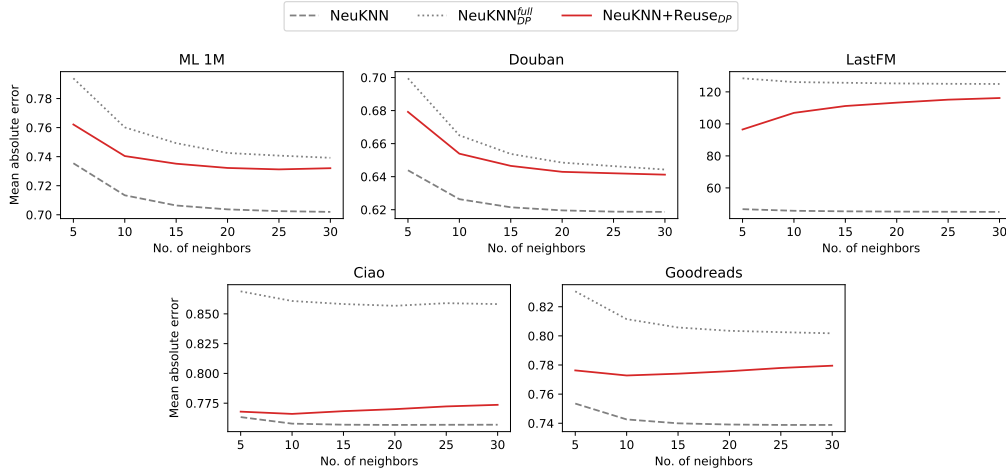 NeuKNN NeuKNN^{full}_{DP} NeuKNN+Reuse_{DP}
ML 1M
Mean absolute error
0.78
0.76
0.74
0.72
0.70
5 10 15 20 25 30
No. of neighbors
Douban
0.70
0.68
0.66
0.64
0.62
5 10 15 20 25 30
No. of neighbors
LastFM
120
100
80
60
5 10 15 20 25 30
No. of neighbors
Ciao
Mean absolute error
0.850
0.825
0.800
0.775
5 10 15 20 25 30
No. of neighbors
Goodreads
0.82
0.80
0.78
0.76
0.74
5 10 15 20 25 30
No. of neighbors